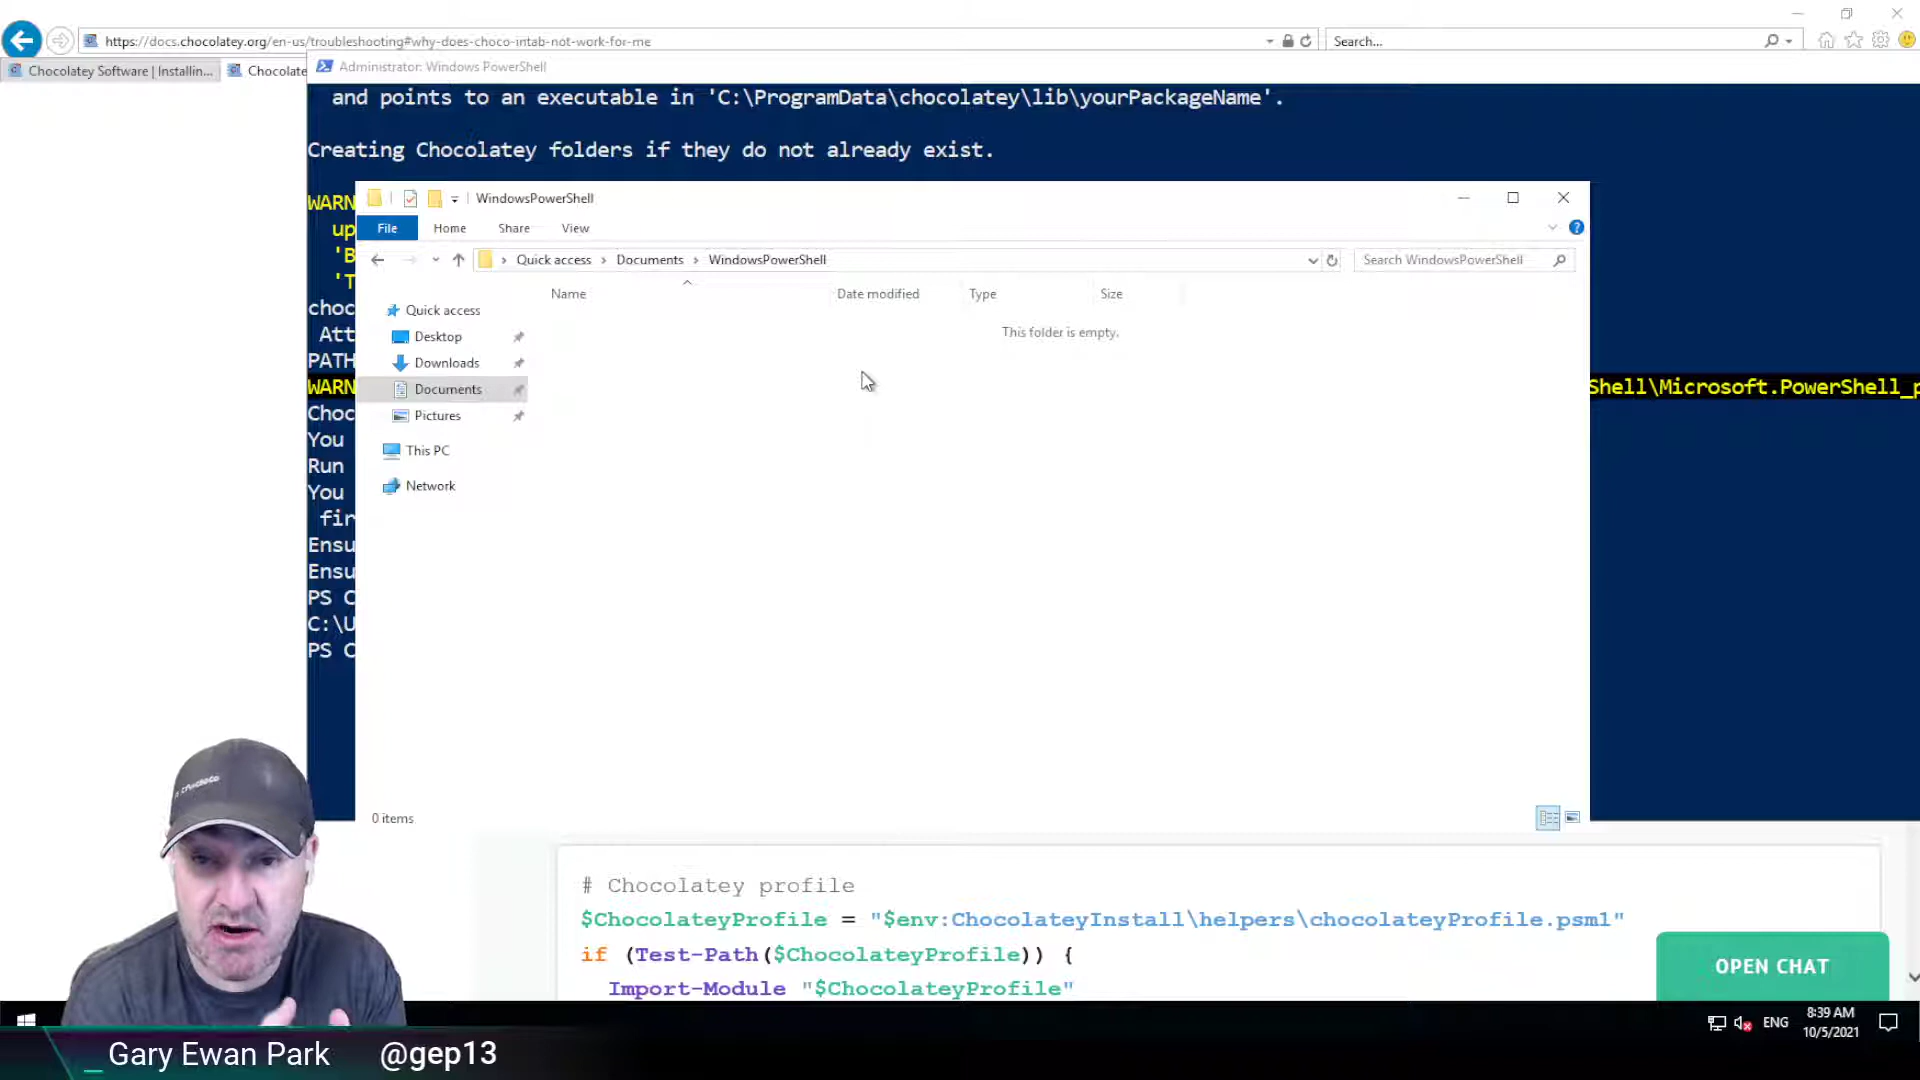 https://docs.chocolatey.org/en-us/troubleshooting#why-does-choco-intab-not-work-for-me
Search...
Chocolatey Software | Installin...
Chocolate
Administrator: Windows PowerShell
and points to an executable in 'C:\ProgramData\chocolatey\lib\yourPackageName'.
Creating Chocolatey folders if they do not already exist.
WARN
up
'B
'T
choc
Att
PATH
WARN
Shell\Microsoft.PowerShell_p
Choc
You
Run
You
fir
Ensu
Ensu
PS C
C:\U
PS C
WindowsPowerShell
File
Home
Share
View
Quick access
Documents
WindowsPowerShell
Search WindowsPowerShell
Name
Date modified
Type
Size
This folder is empty.
Quick access
Desktop
Downloads
Documents
Pictures
This PC
Network
0 items
# Chocolatey profile
$ChocolateyProfile = "$env:ChocolateyInstall\helpers\chocolateyProfile.psm1"
if (Test-Path($ChocolateyProfile)) {
Import-Module "$ChocolateyProfile"
OPEN CHAT
ENG
8:39 AM
10/5/2021
_ Gary Ewan Park
@gep13